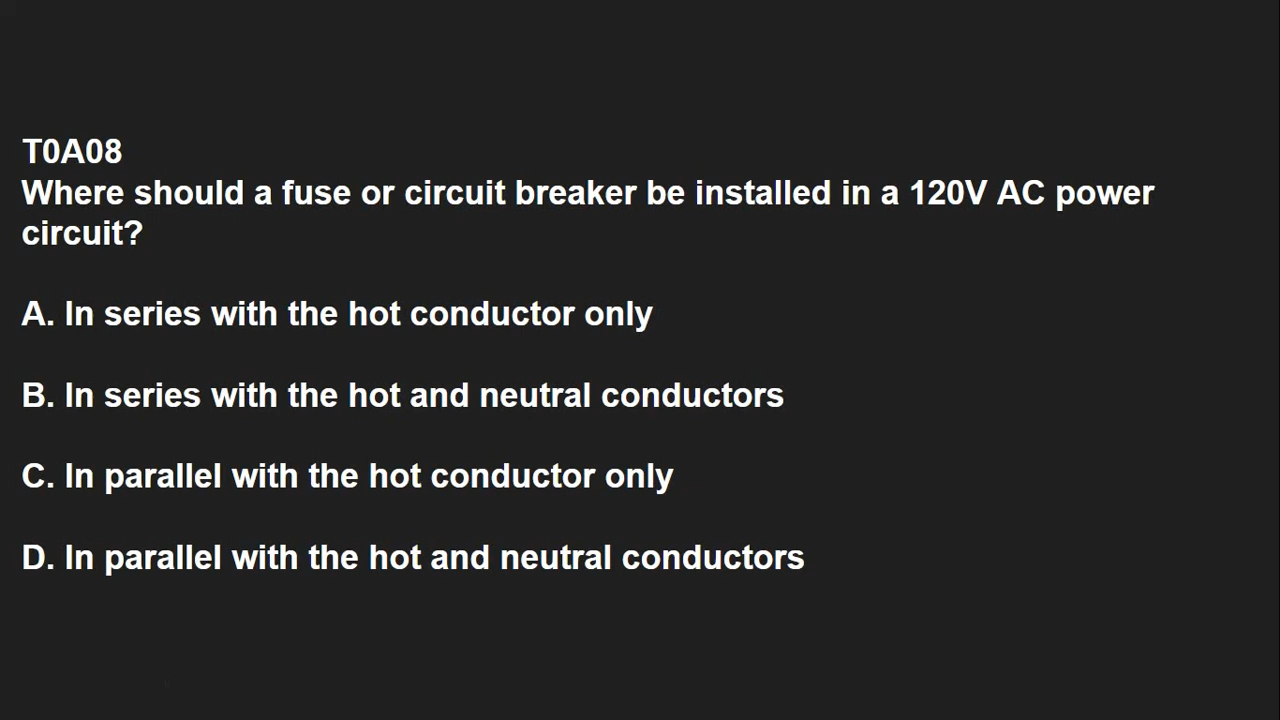 T0A08
Where should a fuse or circuit breaker be installed in a 120V AC power
circuit?
A. In series with the hot conductor only
B. In series with the hot and neutral conductors
C. In parallel with the hot conductor only
D. In parallel with the hot and neutral conductors